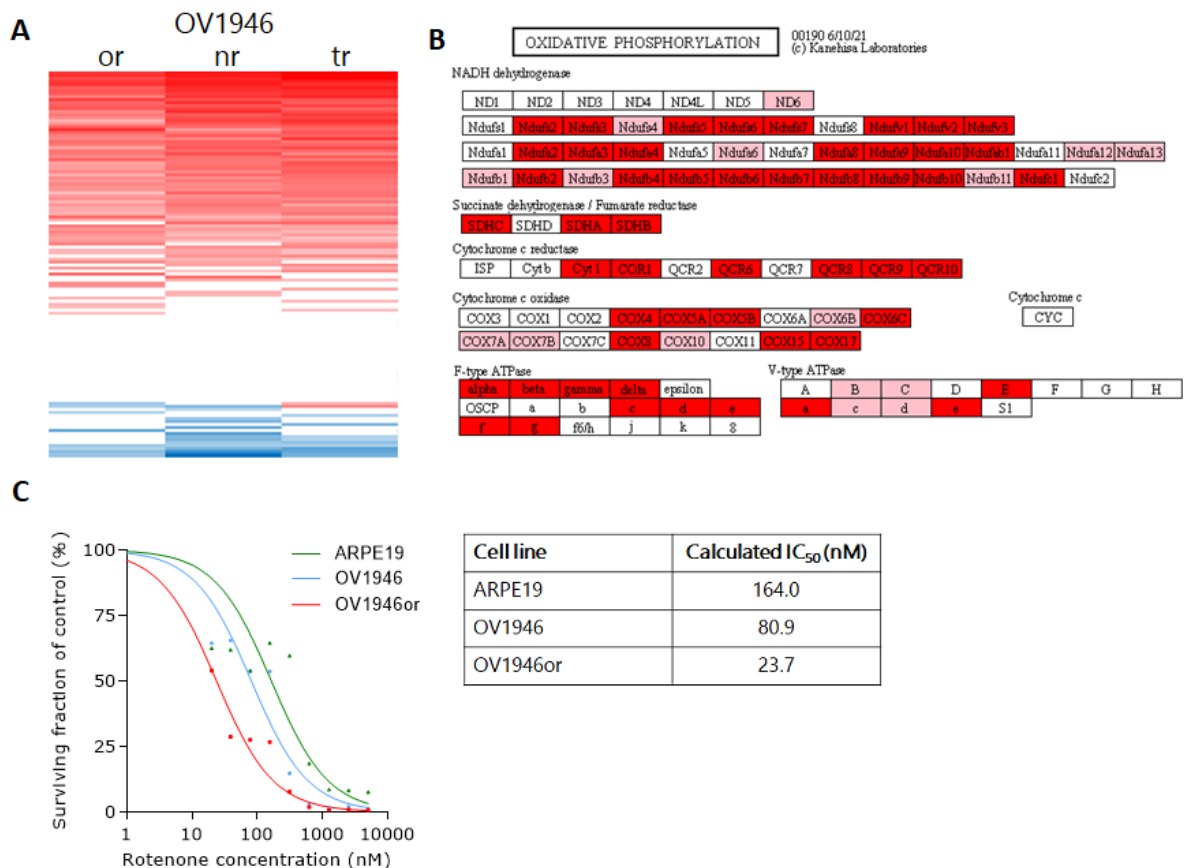 A
OV1946
or nr tr
B
OXIDATIVE PHOSPHORYLATION
00190 6/10/21
(c) Kanehisa Laboratories
NADH dehydrogenase
ND1 ND2 ND3 ND4 ND4L ND5 ND6
Ndufs1 Ndufs2 Ndufs3 Ndufs4 Ndufs5 Ndufs6 Ndufs7 Ndufs8 Ndufv1 Ndufv2 Ndufv3
Ndufa1 Ndufa2 Ndufa3 Ndufa4 Ndufa5 Ndufa6 Ndufa7 Ndufa8 Ndufa9 Ndufa10 Ndufab1 Ndufa11 Ndufa12 Ndufa13
Ndufb1 Ndufb2 Ndufb3 Ndufb4 Ndufb5 Ndufb6 Ndufb7 Ndufb8 Ndufb9 Ndufb10 Ndufb11 Ndufc1 Ndufc2
Succinate dehydrogenase / Fumarate reductase
SDHC SDHD SDHA SDHB
Cytochrome c reductase
ISP Cytb Cyt1 COR1 QCR2 QCR6 QCR7 QCR8 QCR9 QCR10
Cytochrome c oxidase
COX3 COX1 COX2 COX4 COX5A COX5B COX6A COX6B COX6C
COX7A COX7B COX7C COX8 COX10 COX11 COX15 COX17
Cytochrome c
CYC
F-type ATPase
alpha beta gamma delta epsilon
OSCP a b c d e
f g f6/h j k 8
V-type ATPase
A B C D E F G H
a c d e S1
C
Surviving fraction of control (%)
100
75
50
25
0
1 10 100 1000 10000
Rotenone concentration (nM)
ARPE19
OV1946
OV1946or
Cell line Calculated IC50 (nM)
ARPE19 164.0
OV1946 80.9
OV1946or 23.7